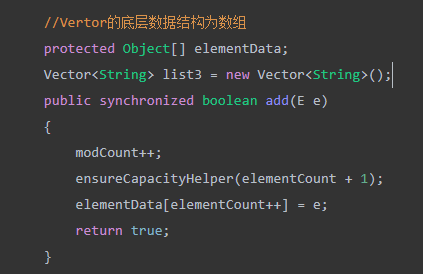 //Vertor的底层数据结构为数组
protected Object[] elementData;
Vector<String> list3 = new Vector<String>();
public synchronized boolean add(E e)
{
modCount++;
ensureCapacityHelper(elementCount + 1);
elementData[elementCount++] = e;
return true;
}